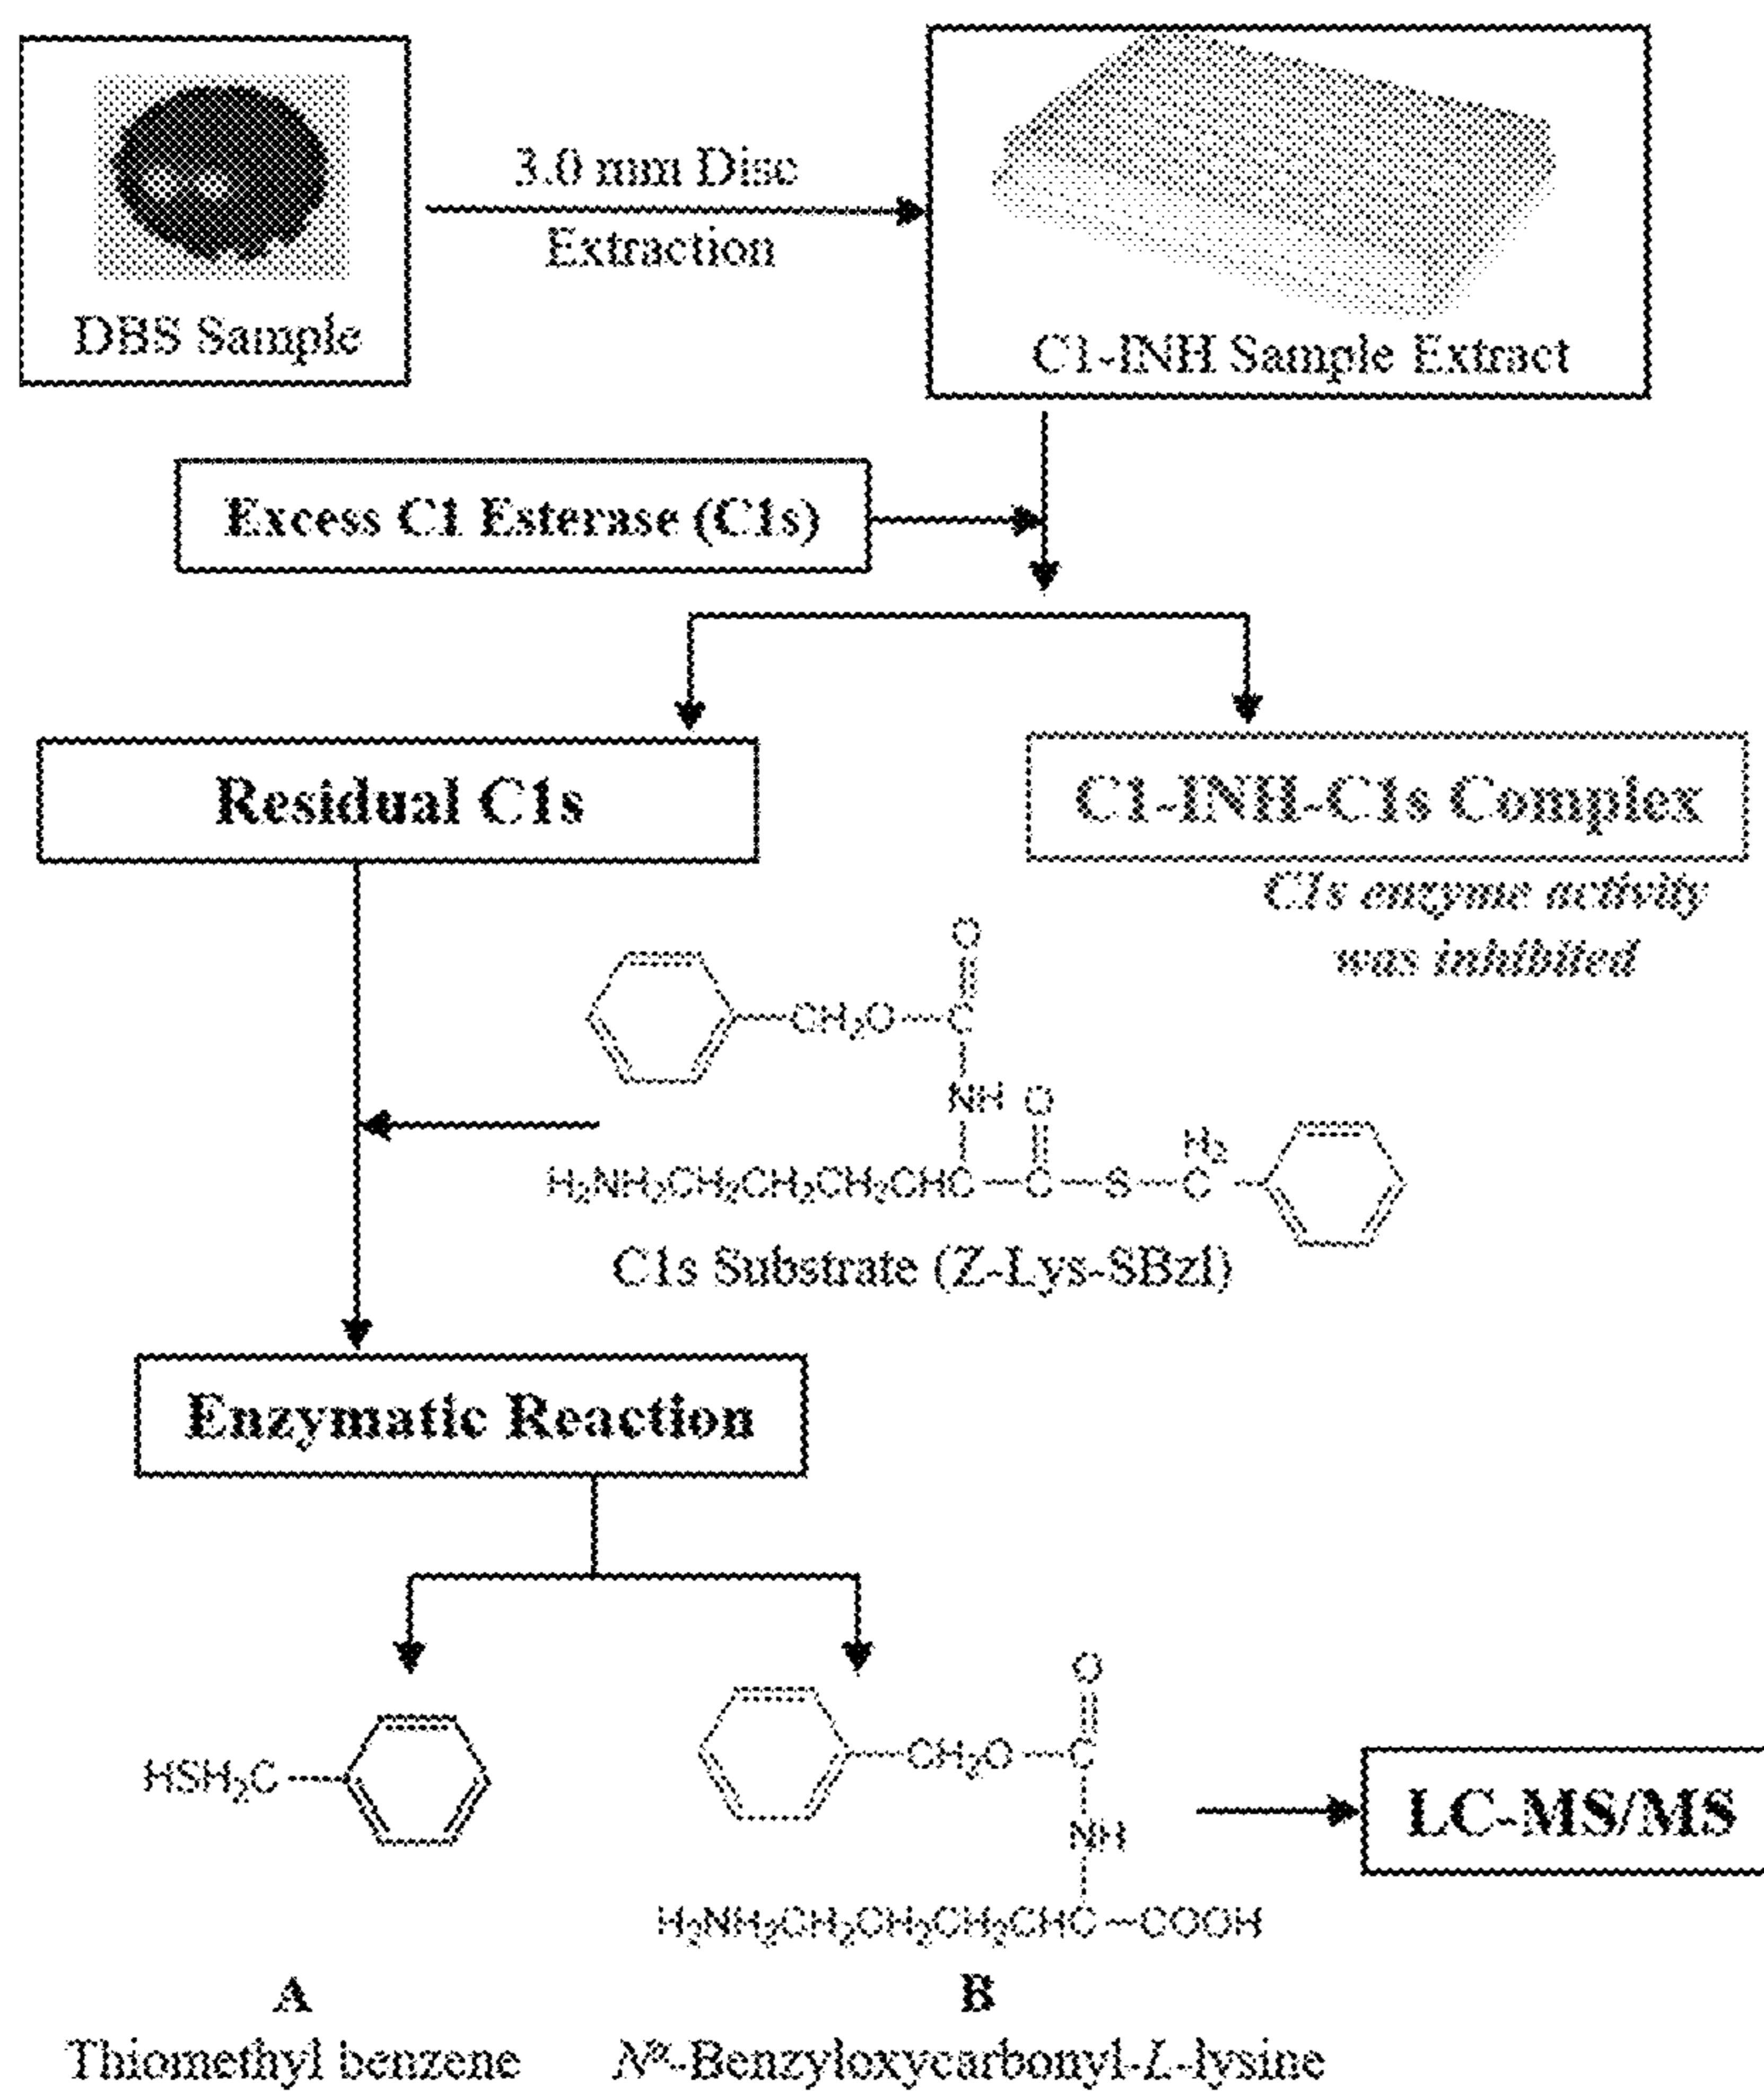 3.0 mm Disc
Extraction
DBS Sample
C1-INH Sample Extract
Excess C1 Esterase (C1s)
Residual C1s
C1-INH-C1s Complex
C1s enzyme activity
was inhibited
O
CH₂O
C
NH
O
H₂
H₂NH₂CH₂CH₂CH₂CHC
C
S
C
C1s Substrate (Z-Lys-SBzl)
Enzymatic Reaction
O
HSH₂C
CH₂O
C
LC-MS/MS
NH
H₂NH₂CH₂CH₂CH₂CHC
COOH
A
B
Thiomethyl benzene
Nᵅ-Benzyloxycarbonyl-L-lysine